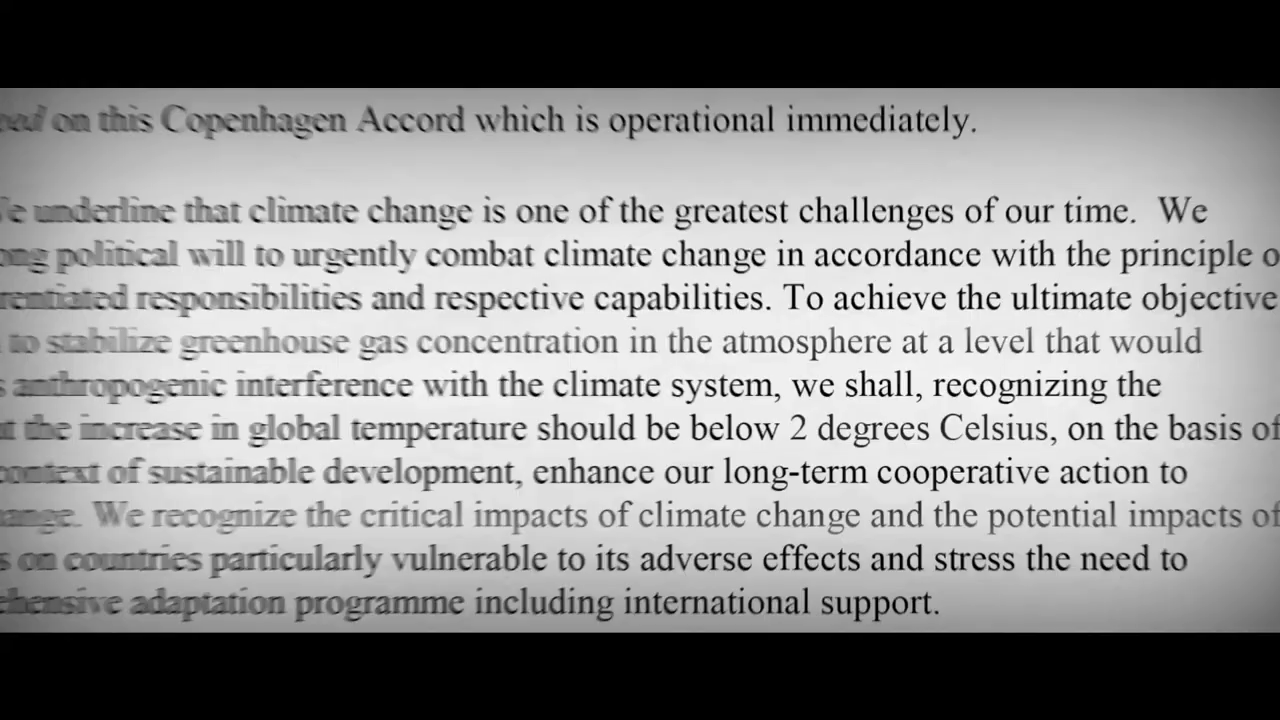 on this Copenhagen Accord which is operational immediately.
underline that climate change is one of the greatest challenges of our time. We
political will to urgently combat climate change in accordance with the principle
responsibilities and respective capabilities. To achieve the ultimate objective
to stabilize greenhouse gas concentration in the atmosphere at a level that would
anthropogenic interference with the climate system, we shall, recognizing the
the increase in global temperature should be below 2 degrees Celsius, on the basis of
context of sustainable development, enhance our long-term cooperative action to
We recognize the critical impacts of climate change and the potential impacts of
on countries particularly vulnerable to its adverse effects and stress the need to
adaptation programme including international support.